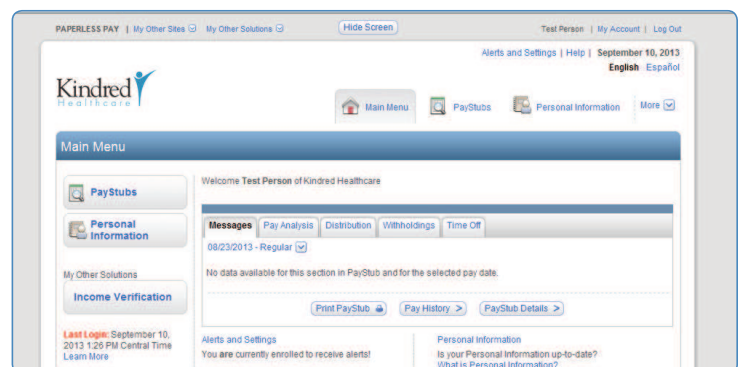 PAPERLESS PAY | My Other Sites My Other Solutions Hide Screen Test Person | My Account | Log Out
Alerts and Settings | Help | September 10, 2013
English Español
Kindred
Healthcare
Main Menu PayStubs Personal Information More
Main Menu
PayStubs
Personal
Information
My Other Solutions
Income Verification
Last Login: September 10,
2013 1:26 PM Central Time
Learn More
Welcome Test Person of Kindred Healthcare
Messages Pay Analysis Distribution Withholdings Time Off
08/23/2013 - Regular
No data available for this section in PayStub and for the selected pay date.
Print PayStub Pay History > PayStub Details >
Alerts and Settings
You are currently enrolled to receive alerts!
Personal Information
Is your Personal Information up-to-date?
What is Personal Information?